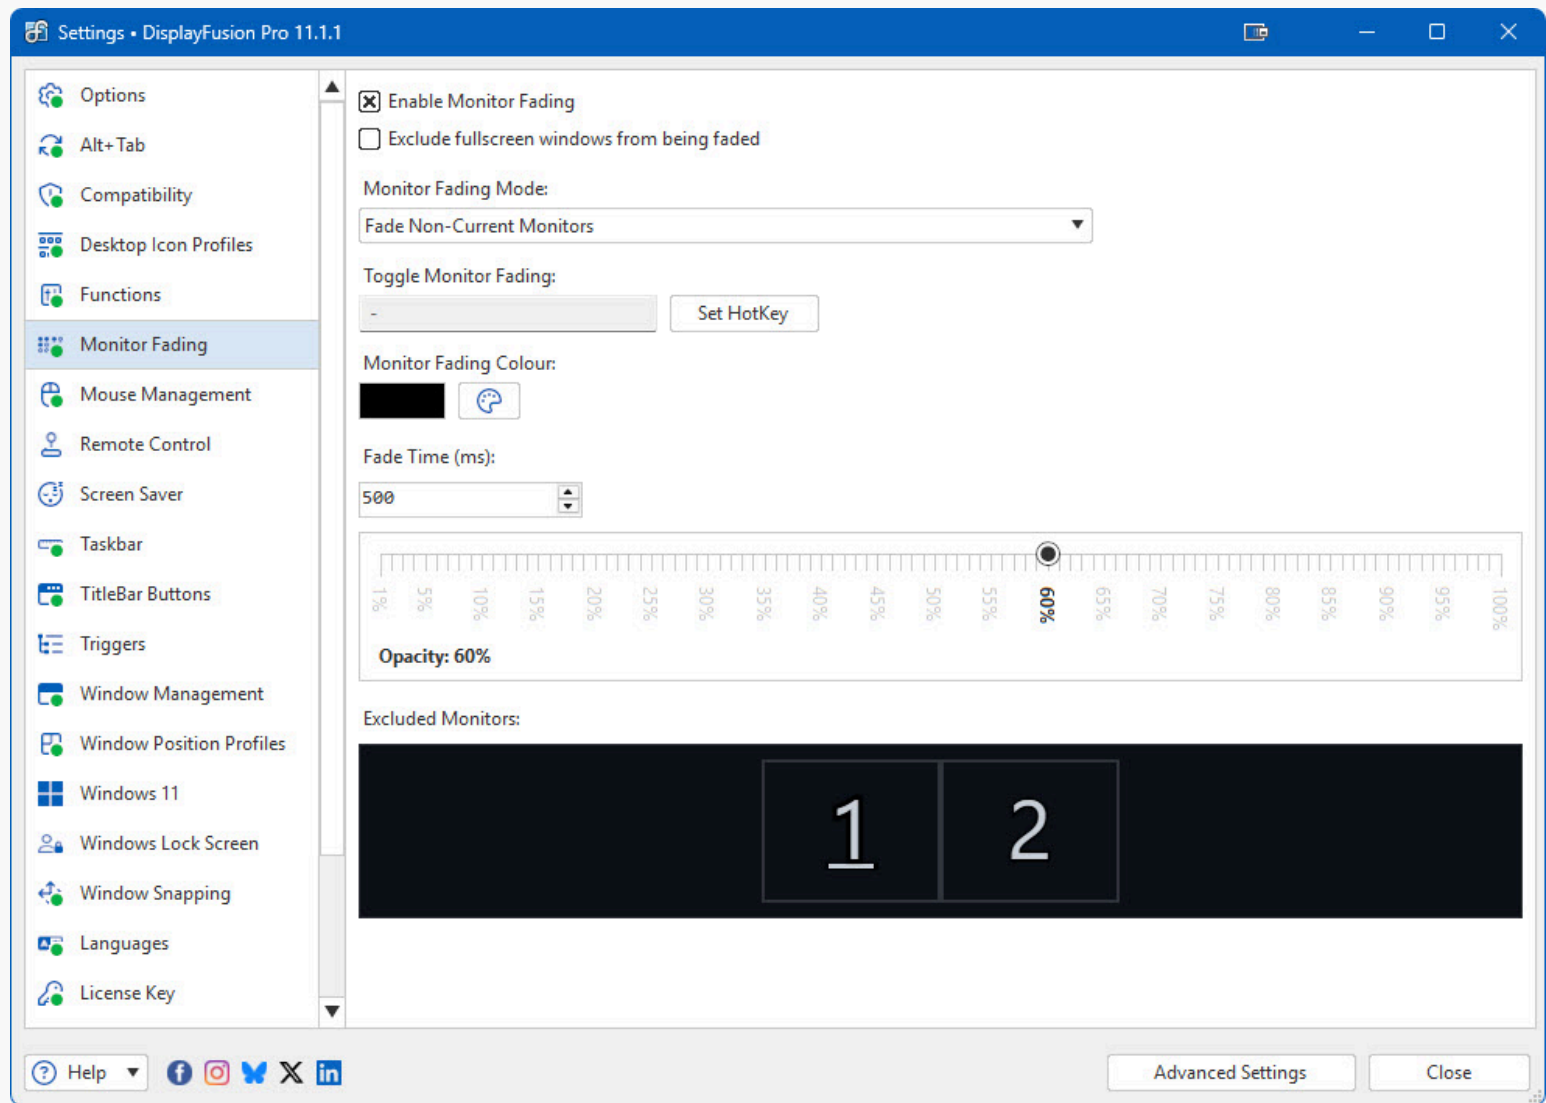 Settings • DisplayFusion Pro 11.1.1
Options
Alt+Tab
Compatibility
Desktop Icon Profiles
Functions
Monitor Fading
Mouse Management
Remote Control
Screen Saver
Taskbar
TitleBar Buttons
Triggers
Window Management
Window Position Profiles
Windows 11
Windows Lock Screen
Window Snapping
Languages
License Key
Enable Monitor Fading
Exclude fullscreen windows from being faded
Monitor Fading Mode:
Fade Non-Current Monitors
Toggle Monitor Fading:
- Set HotKey
Monitor Fading Colour:
Fade Time (ms):
500
1% 5% 10% 15% 20% 25% 30% 35% 40% 45% 50% 55% 60% 65% 70% 75% 80% 85% 90% 95% 100%
Opacity: 60%
Excluded Monitors:
1 2
Help Advanced Settings Close